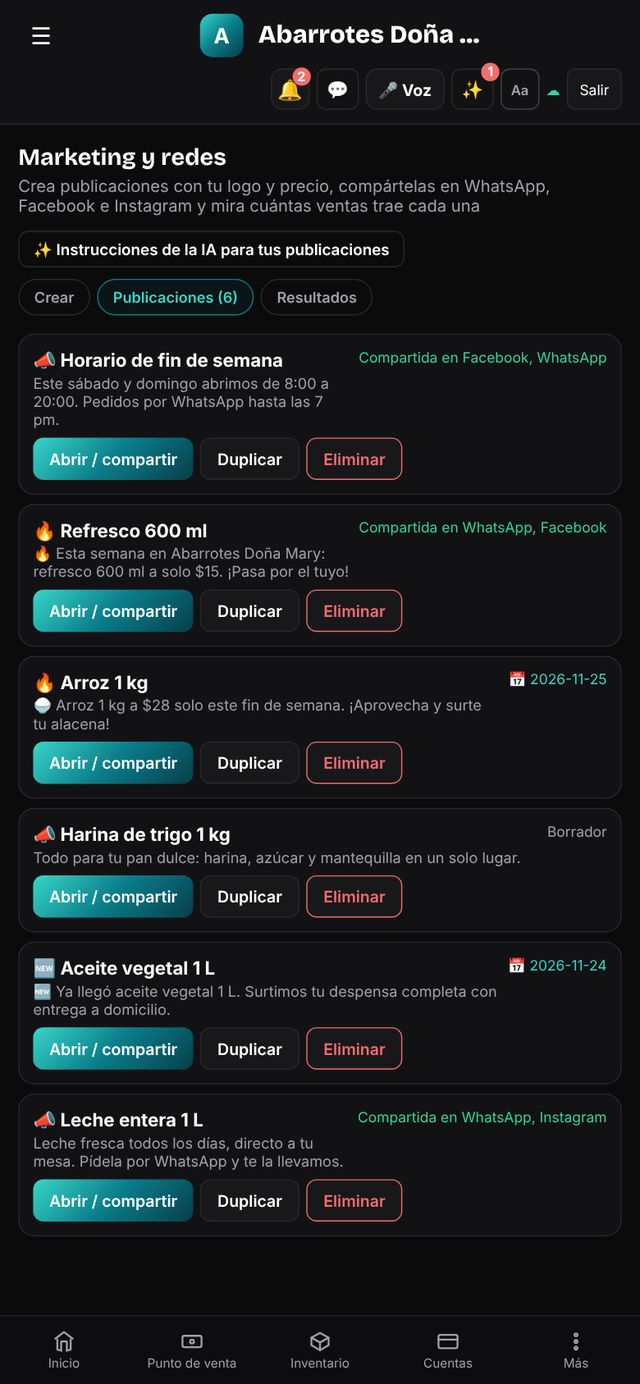 ☰
A
Abarrotes Doña ...
🔔 2
💬
🎤 Voz
✨ 1
Aa
☁
Salir
Marketing y redes
Crea publicaciones con tu logo y precio, compártelas en WhatsApp,
Facebook e Instagram y mira cuántas ventas trae cada una
✨ Instrucciones de la IA para tus publicaciones
Crear
Publicaciones (6)
Resultados
📣 Horario de fin de semana
Compartida en Facebook, WhatsApp
Este sábado y domingo abrimos de 8:00 a
20:00. Pedidos por WhatsApp hasta las 7
pm.
Abrir / compartir
Duplicar
Eliminar
🔥 Refresco 600 ml
Compartida en WhatsApp, Facebook
🔥 Esta semana en Abarrotes Doña Mary:
refresco 600 ml a solo $15. ¡Pasa por el tuyo!
Abrir / compartir
Duplicar
Eliminar
🔥 Arroz 1 kg
📅 2026-11-25
🍚 Arroz 1 kg a $28 solo este fin de semana. ¡Aprovecha y surte
tu alacena!
Abrir / compartir
Duplicar
Eliminar
📣 Harina de trigo 1 kg
Borrador
Todo para tu pan dulce: harina, azúcar y mantequilla en un solo lugar.
Abrir / compartir
Duplicar
Eliminar
🆕 Aceite vegetal 1 L
📅 2026-11-24
🆕 Ya llegó aceite vegetal 1 L. Surtimos tu despensa completa con
entrega a domicilio.
Abrir / compartir
Duplicar
Eliminar
📣 Leche entera 1 L
Compartida en WhatsApp, Instagram
Leche fresca todos los días, directo a tu
mesa. Pídela por WhatsApp y te la llevamos.
Abrir / compartir
Duplicar
Eliminar
Inicio
Punto de venta
Inventario
Cuentas
Más